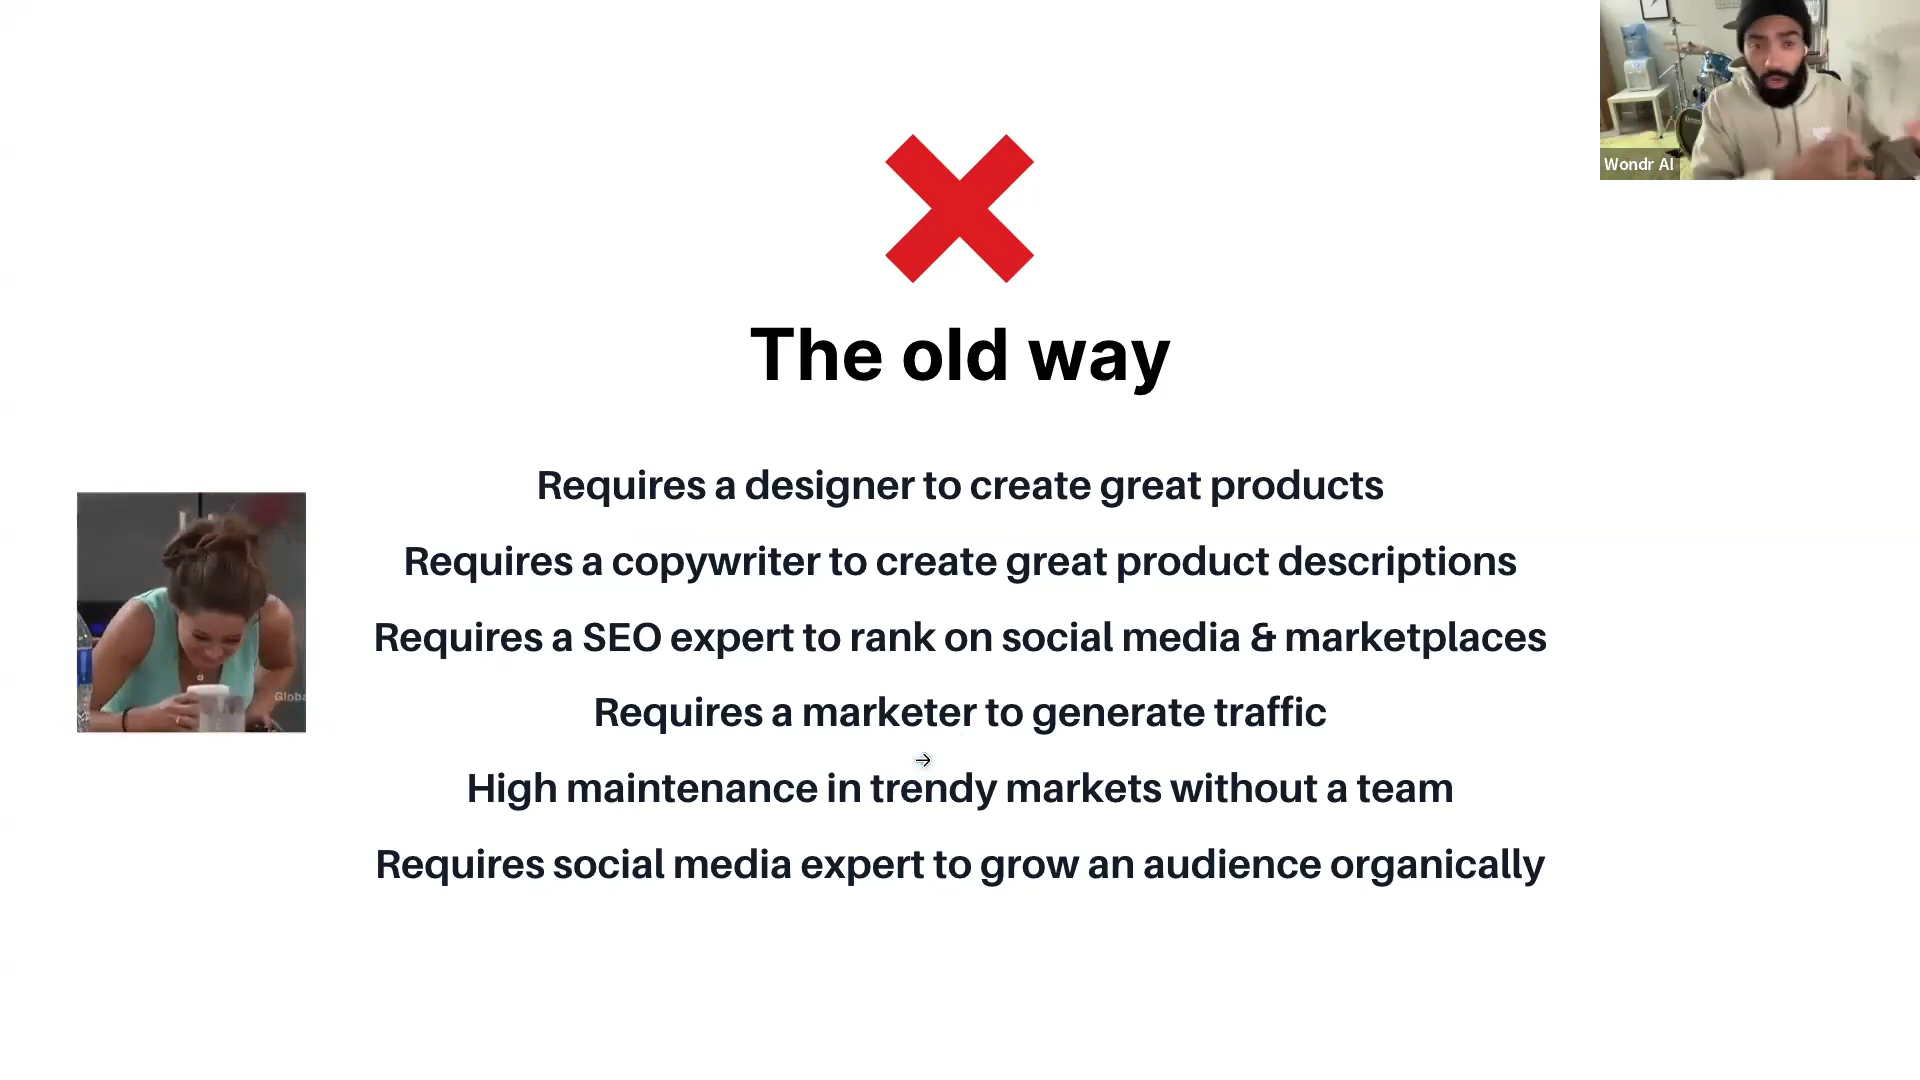 Wondr AI
The old way
Requires a designer to create great products
Requires a copywriter to create great product descriptions
Requires a SEO expert to rank on social media & marketplaces
Requires a marketer to generate traffic
High maintenance in trendy markets without a team
Requires social media expert to grow an audience organically